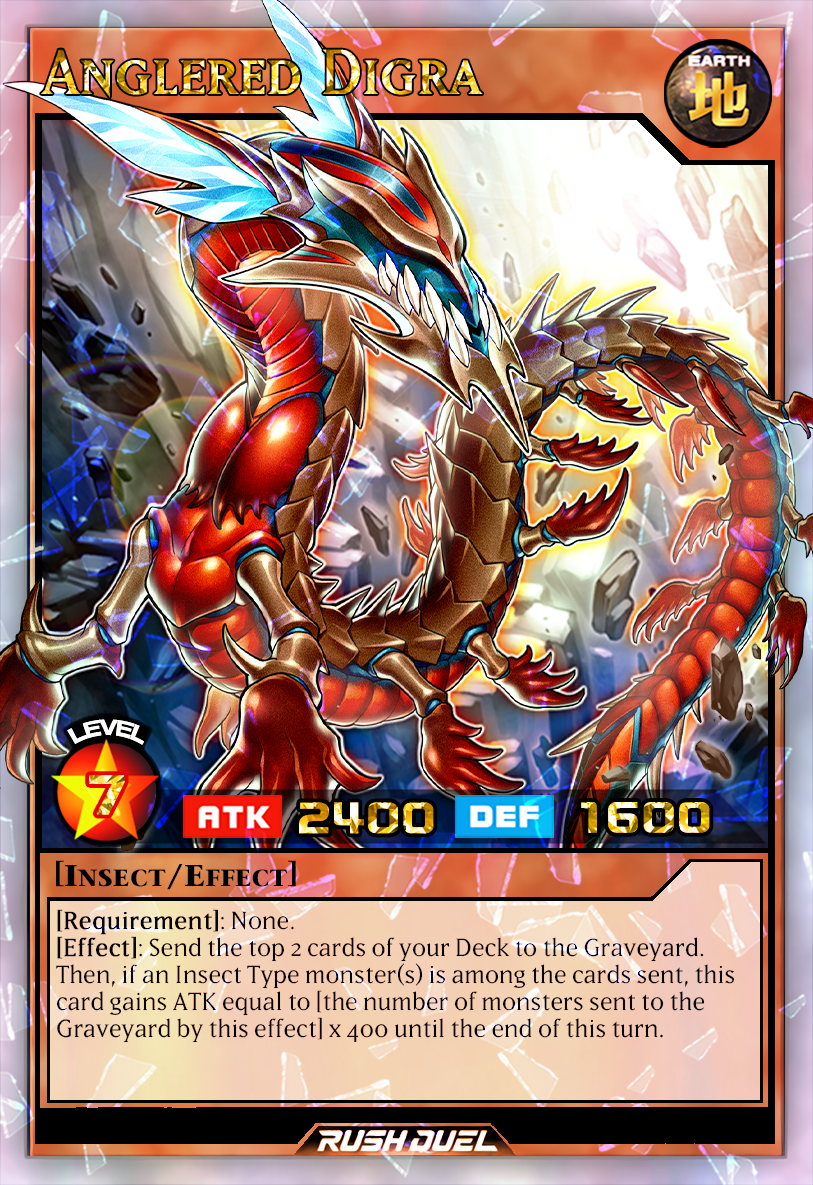 Anglered Digra
EARTH
地
LEVEL
7
ATK 2400 DEF 1600
[Insect/Effect]
[Requirement]: None.
[Effect]: Send the top 2 cards of your Deck to the Graveyard.
Then, if an Insect Type monster(s) is among the cards sent, this
card gains ATK equal to [the number of monsters sent to the
Graveyard by this effect] x 400 until the end of this turn.
RUSH DUEL